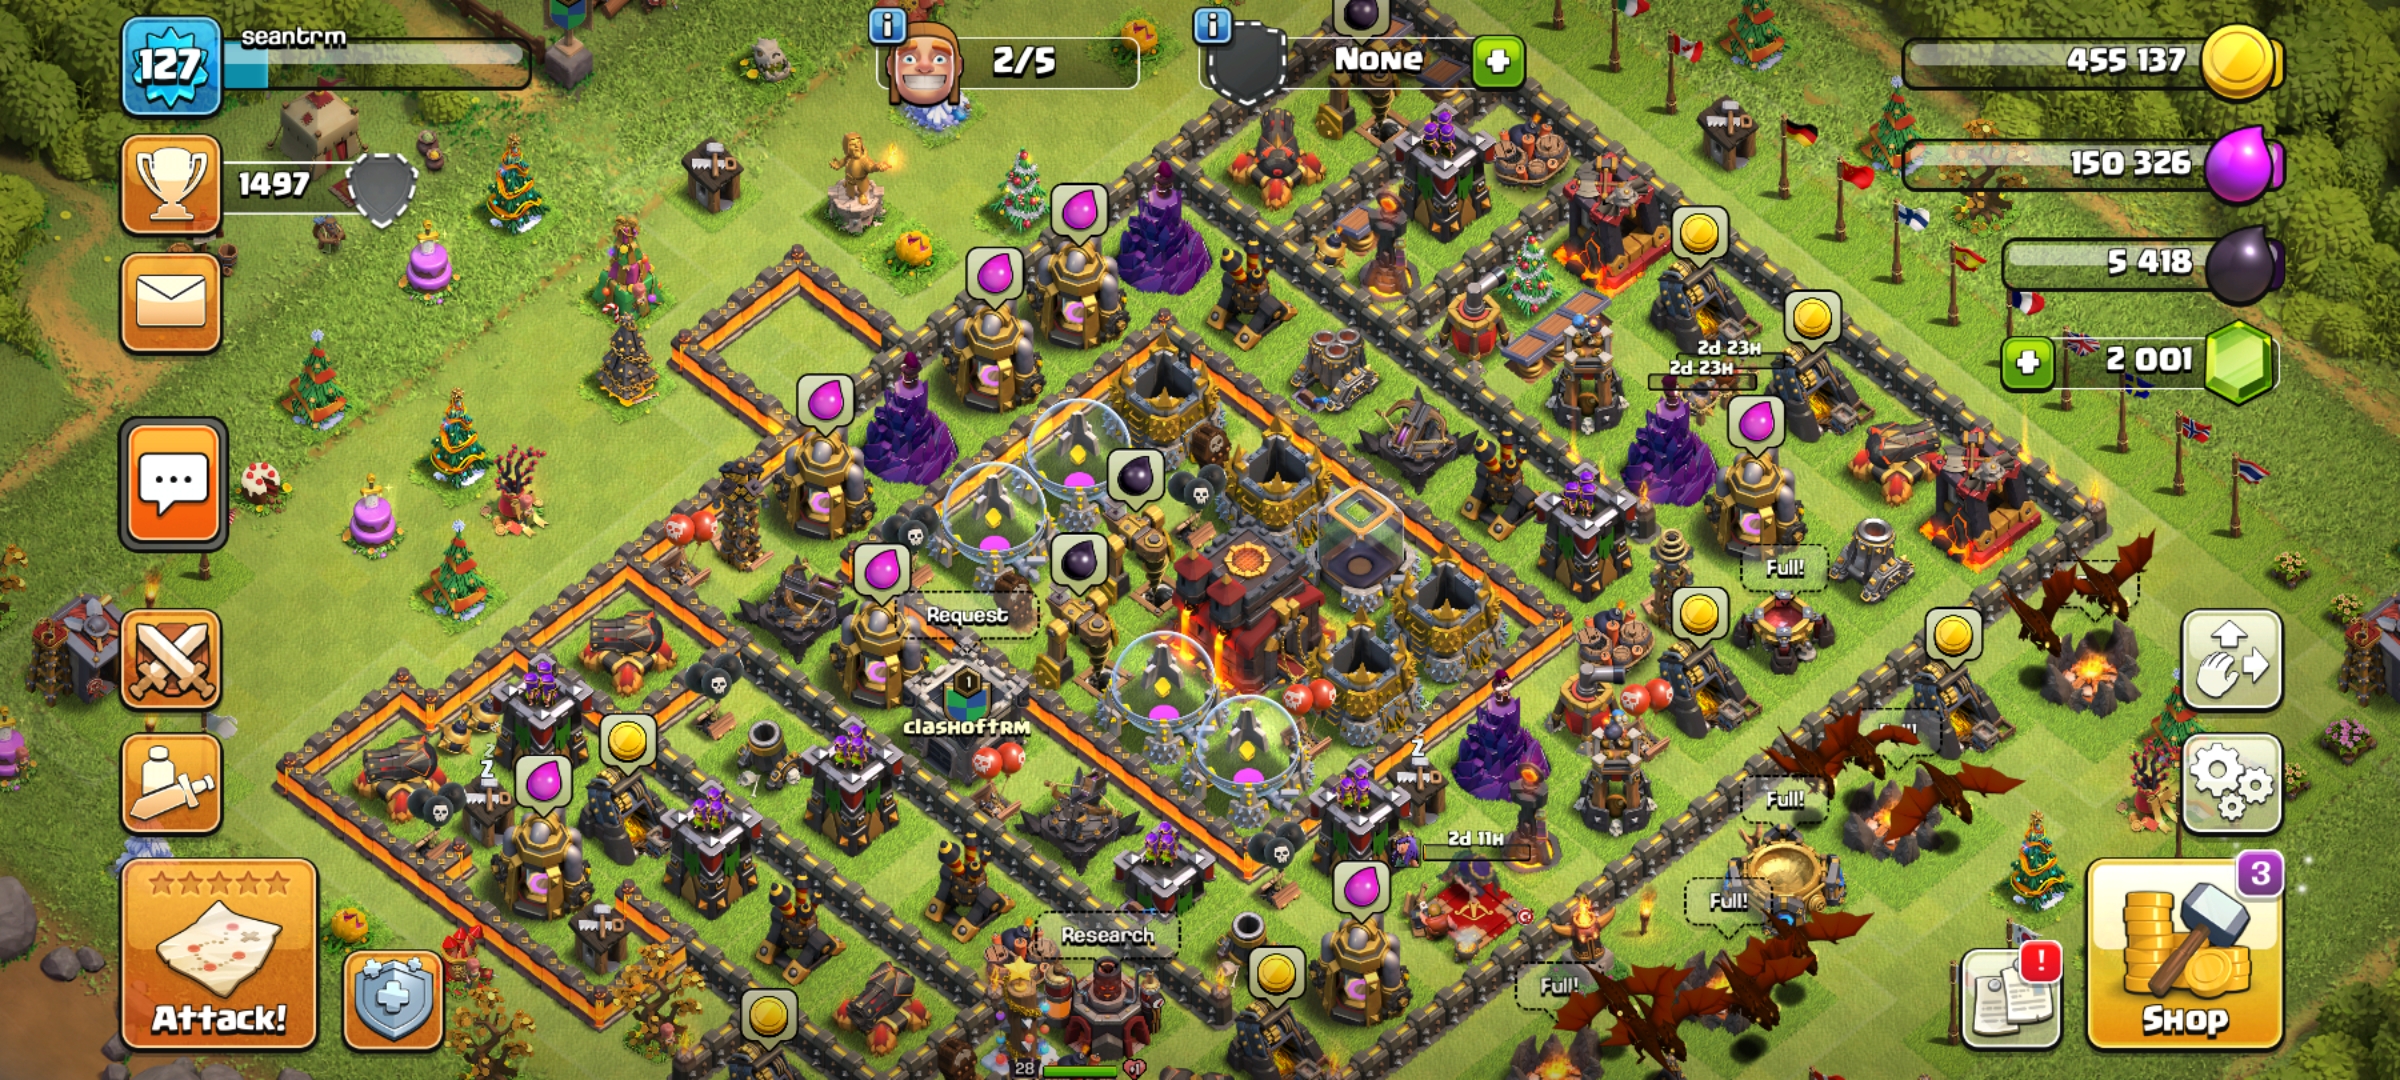 127
seantrm
2/5
None
455 137
1497
150 326
5 418
2 001
2d 23H
2d 23H
Full!
Request
1
clashofTRM
Z
Z
Z
2d 11H
Full!
Full!
Research
Full!
3
Attack!
Shop
28
+1